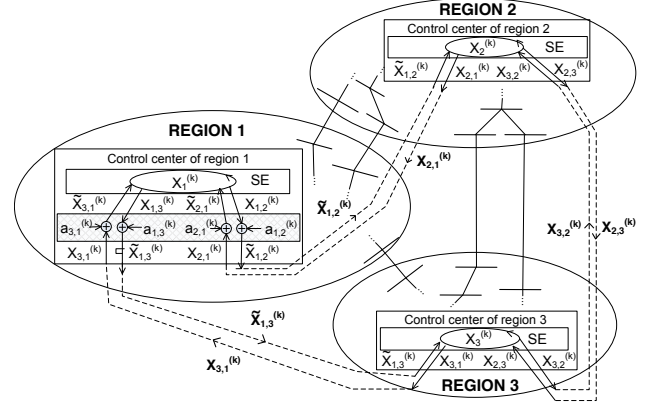 REGION 2
Control center of region 2
X₂⁽ᵏ⁾ SE
X̃₁,₂⁽ᵏ⁾ X₂,₁⁽ᵏ⁾ X₃,₂⁽ᵏ⁾ X₂,₃⁽ᵏ⁾
REGION 1
Control center of region 1
X₁⁽ᵏ⁾ SE
X̃₃,₁⁽ᵏ⁾ X₁,₃⁽ᵏ⁾ X̃₂,₁⁽ᵏ⁾ X₁,₂⁽ᵏ⁾
a₃,₁⁽ᵏ⁾ a₁,₃⁽ᵏ⁾ a₂,₁⁽ᵏ⁾ a₁,₂⁽ᵏ⁾
X₃,₁⁽ᵏ⁾ X̃₁,₃⁽ᵏ⁾ X₂,₁⁽ᵏ⁾ X̃₁,₂⁽ᵏ⁾
X₂,₁⁽ᵏ⁾
X̃₁,₂⁽ᵏ⁾
X₃,₂⁽ᵏ⁾ X₂,₃⁽ᵏ⁾
X̃₁,₃⁽ᵏ⁾
X₃,₁⁽ᵏ⁾
Control center of region 3
X₃⁽ᵏ⁾ SE
X̃₁,₃⁽ᵏ⁾ X₃,₁⁽ᵏ⁾ X₂,₃⁽ᵏ⁾ X₃,₂⁽ᵏ⁾
REGION 3